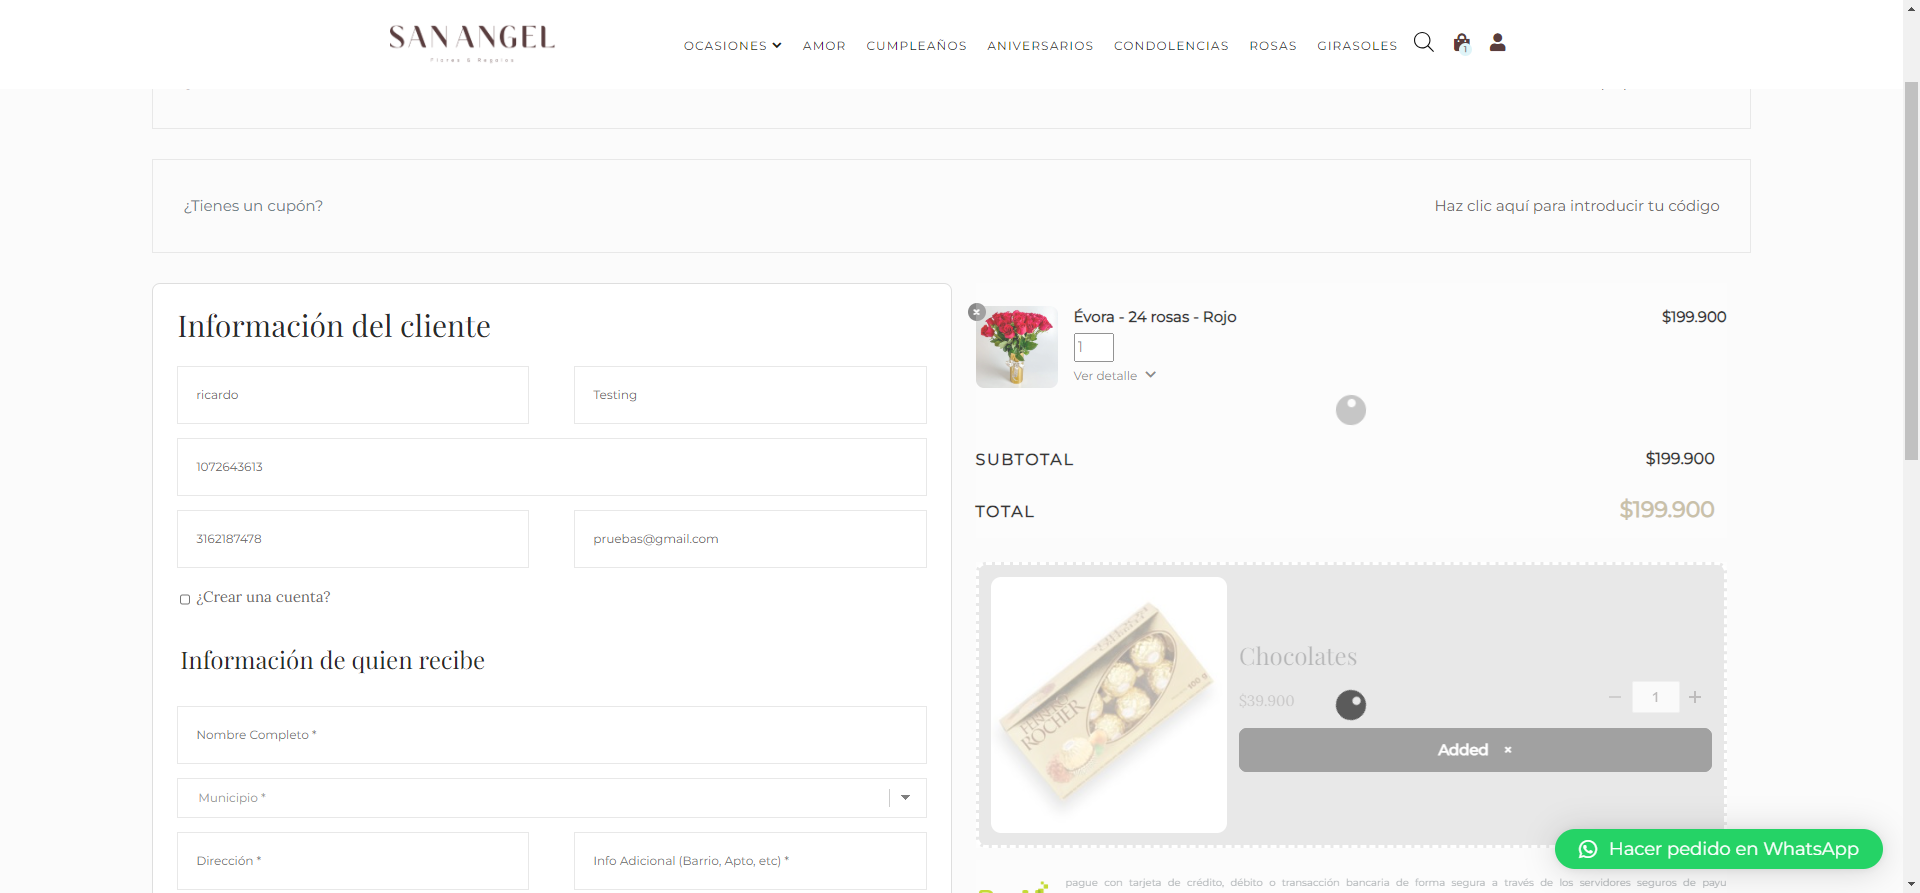 SAN ANGEL
Flores & Regalos
OCASIONES
AMOR
CUMPLEAÑOS
ANIVERSARIOS
CONDOLENCIAS
ROSAS
GIRASOLES
1
¿Tienes un cupón?
Haz clic aquí para introducir tu código
Información del cliente
ricardo
Testing
1072643613
3162187478
pruebas@gmail.com
¿Crear una cuenta?
Información de quien recibe
Nombre Completo *
Municipio *
Dirección *
Info Adicional (Barrio, Apto, etc) *
Évora - 24 rosas - Rojo
$199.900
1
Ver detalle
SUBTOTAL
$199.900
TOTAL
$199.900
FERRERO
ROCHER
100 g
Chocolates
$39.900
1
Added ×
Hacer pedido en WhatsApp
pague con tarjeta de crédito, débito o transacción bancaria de forma segura a través de los servidores seguros de payu